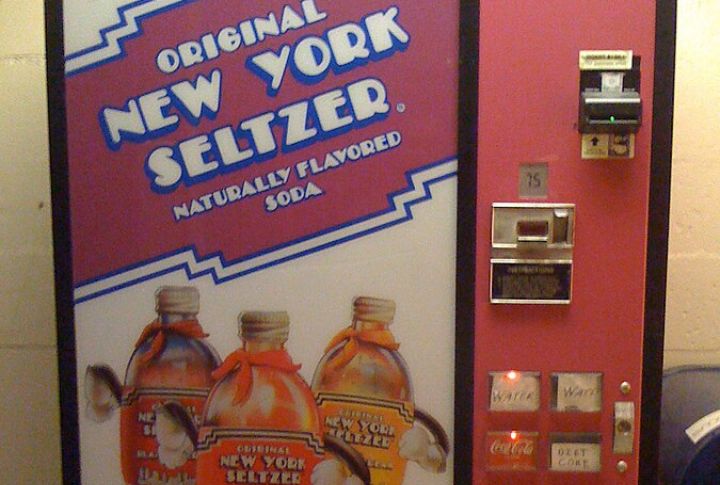 ORIGINAL
NEW YORK
SELTZER
NATURALLY FLAVORED
SODA
75
WATER
WATE
Coca-Cola
DIET
COKE
ORIGINAL
NEW YORK
SELTZER
ORIGINAL
NEW YORK
SELTZER